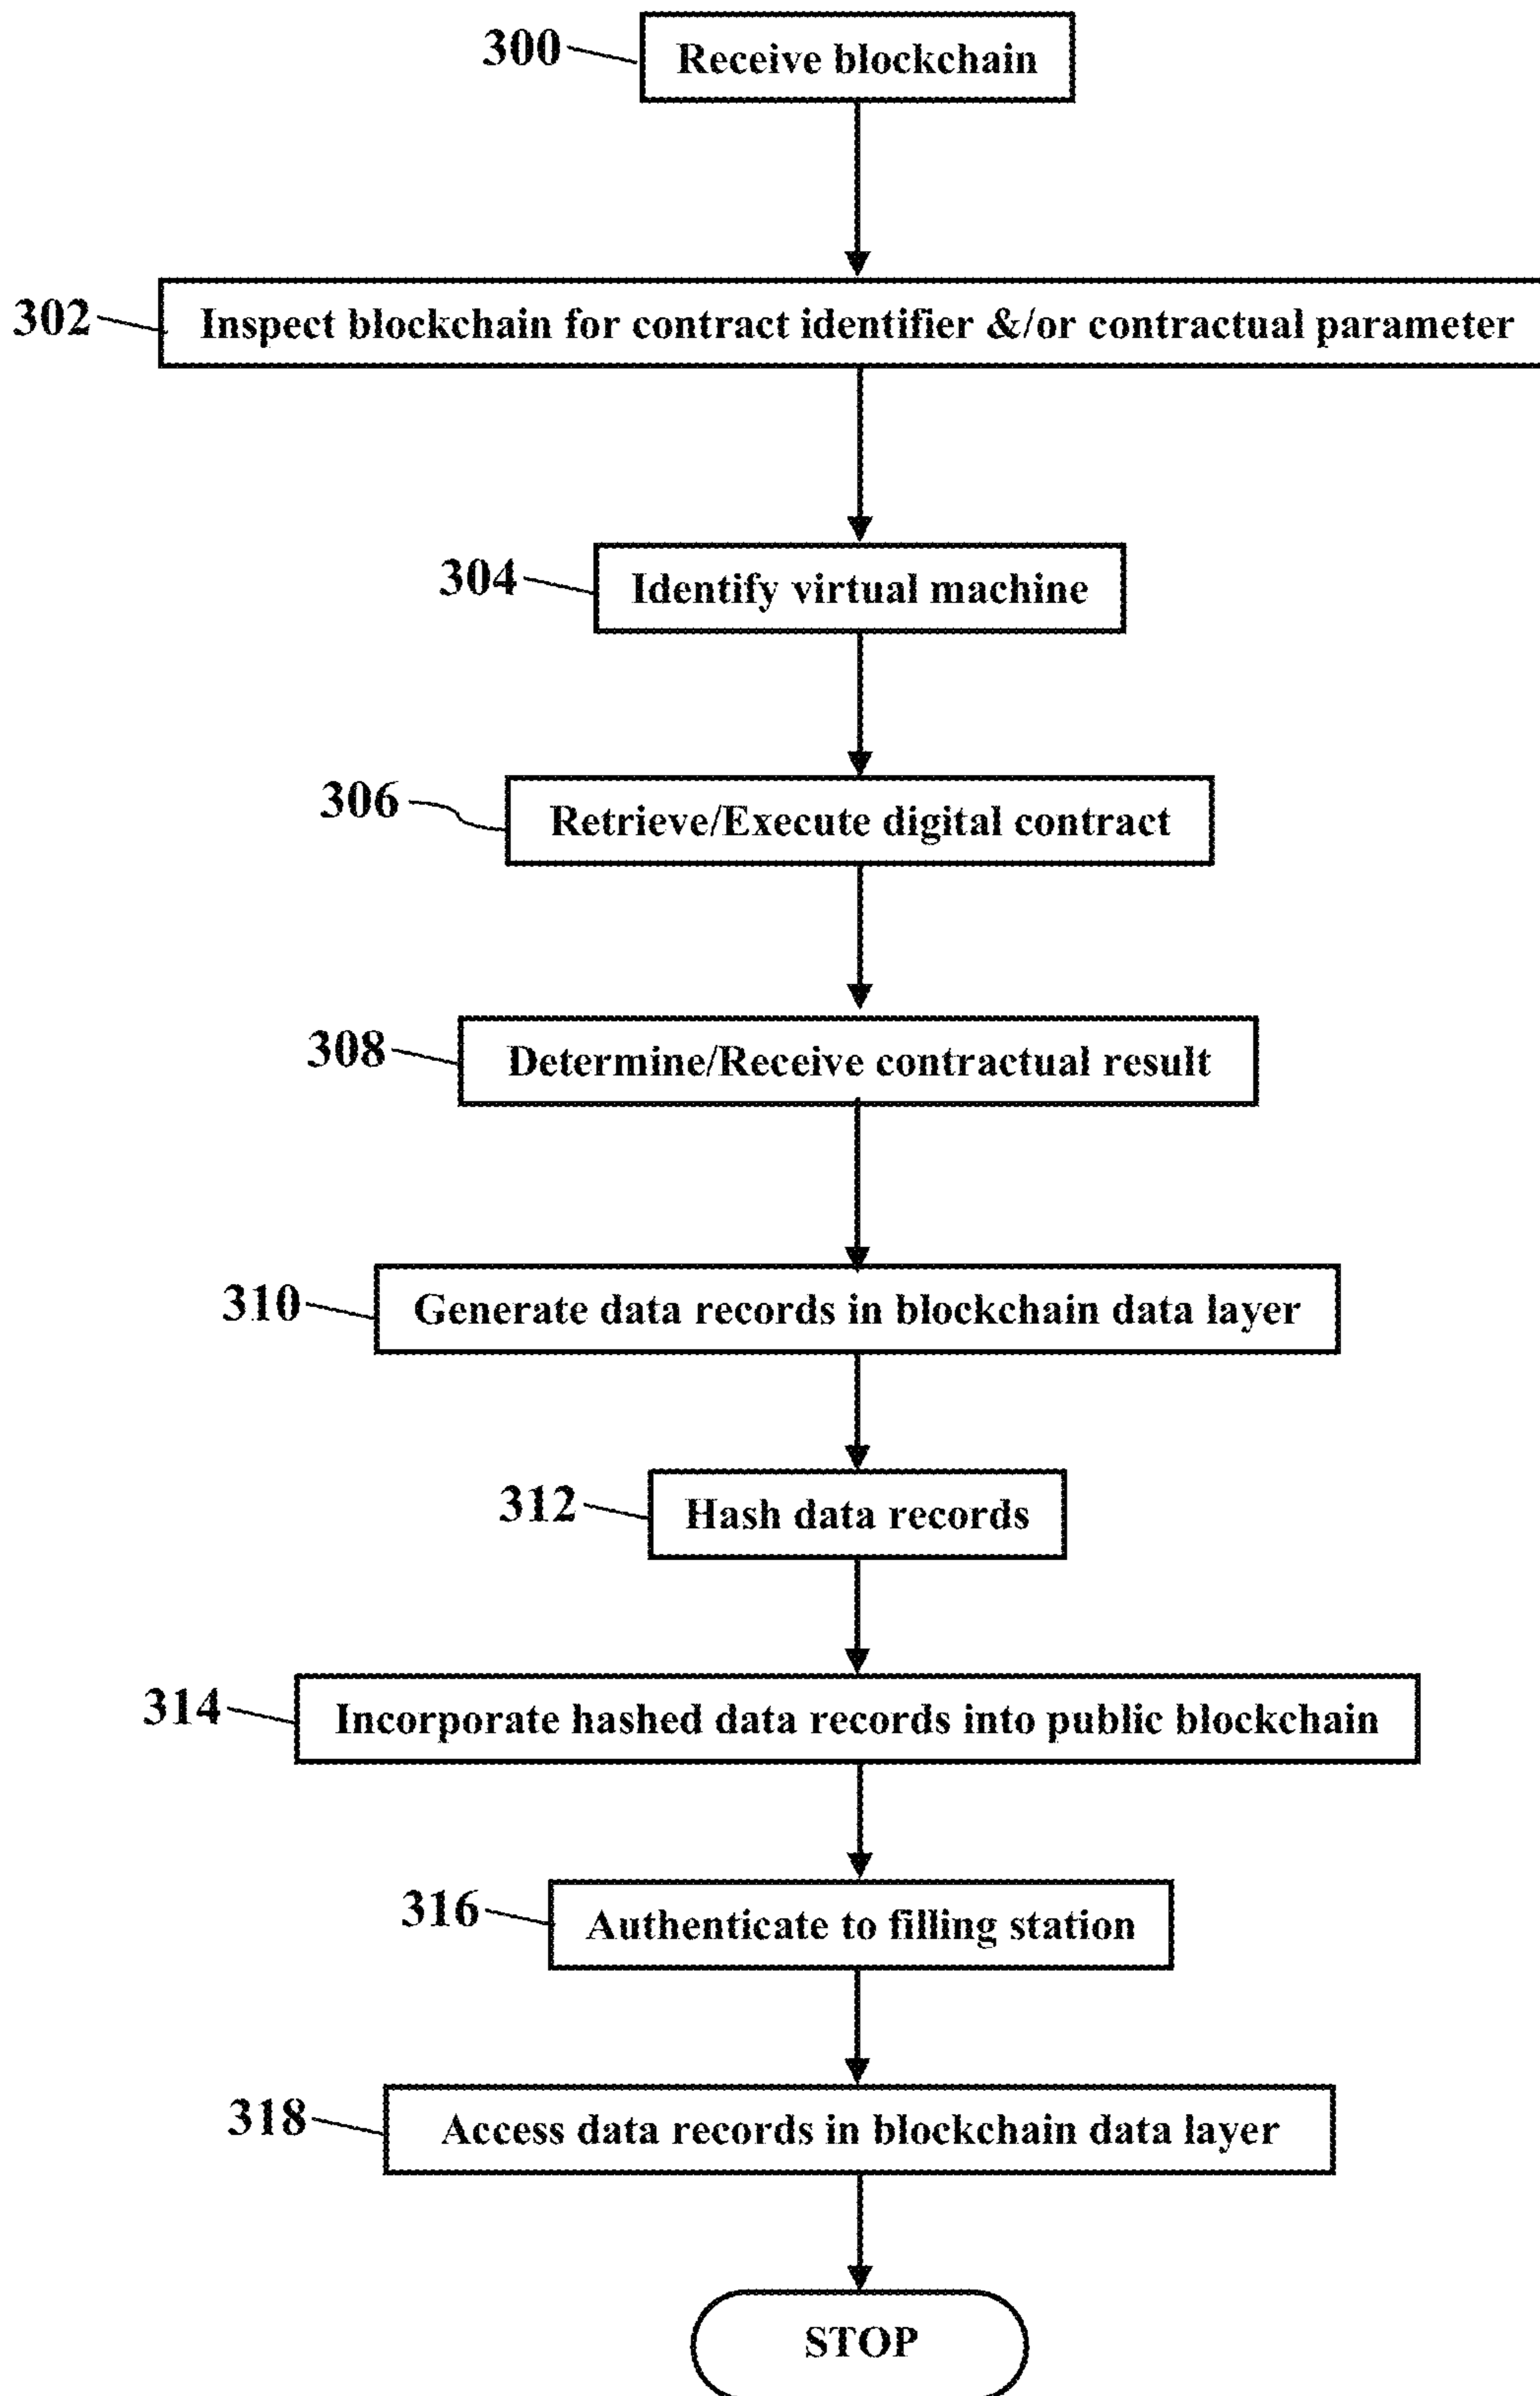 300
Receive blockchain
302
Inspect blockchain for contract identifier &/or contractual parameter
304
Identify virtual machine
306
Retrieve/Execute digital contract
308
Determine/Receive contractual result
310
Generate data records in blockchain data layer
312
Hash data records
314
Incorporate hashed data records into public blockchain
316
Authenticate to filling station
318
Access data records in blockchain data layer
STOP